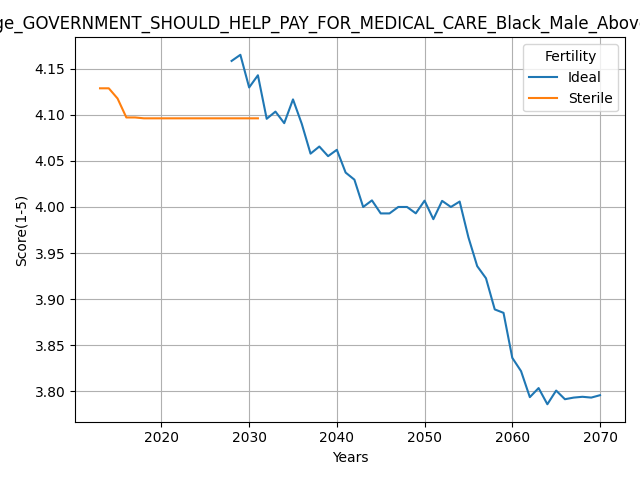 ge_GOVERNMENT_SHOULD_HELP_PAY_FOR_MEDICAL_CARE_Black_Male_Above
Fertility
Ideal
Sterile
Score(1-5)
4.15
4.10
4.05
4.00
3.95
3.90
3.85
3.80
2020 2030 2040 2050 2060 2070
Years